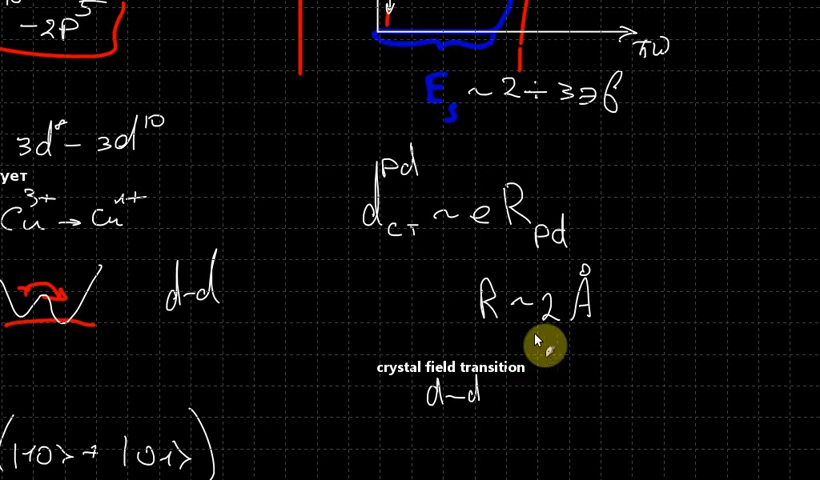 -2p⁵
ħω
E_s ~ 2 ÷ 3 эВ
3d⁸ - 3d¹⁰
ует
Cu³⁺ → Cu¹⁺
d_CT^pd ~ e R_pd
d-d
R ~ 2 Å
crystal field transition
d-d
(|10> + |01>)